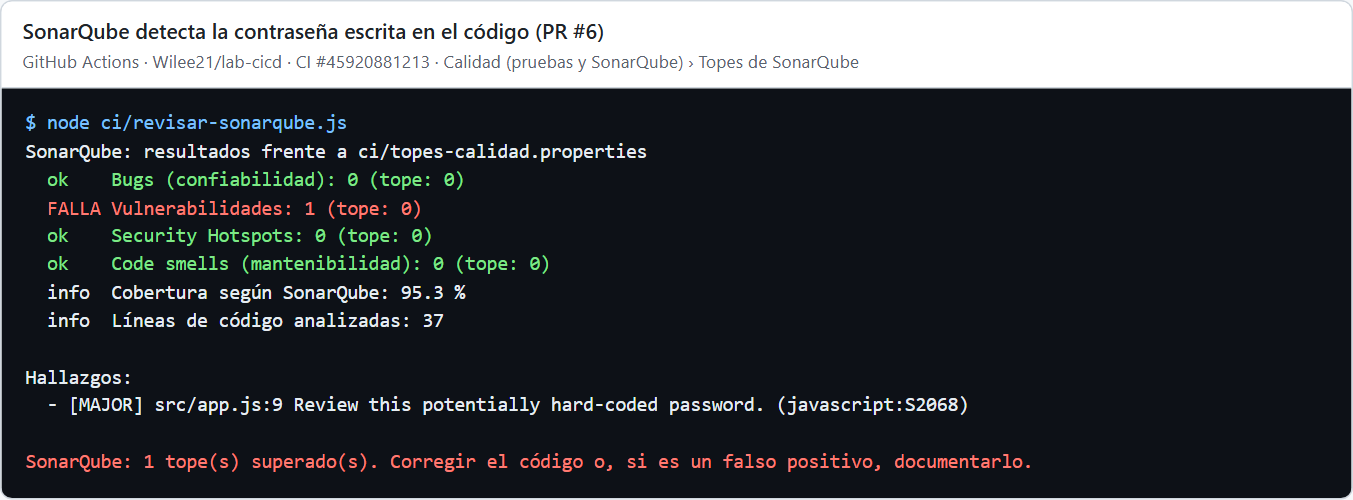 SonarQube detecta la contraseña escrita en el código (PR #6)
GitHub Actions · Wilee21/lab-cicd · CI #45920881213 · Calidad (pruebas y SonarQube) › Topes de SonarQube
$ node ci/revisar-sonarqube.js
SonarQube: resultados frente a ci/topes-calidad.properties
ok    Bugs (confiabilidad): 0 (tope: 0)
FALLA Vulnerabilidades: 1 (tope: 0)
ok    Security Hotspots: 0 (tope: 0)
ok    Code smells (mantenibilidad): 0 (tope: 0)
info  Cobertura según SonarQube: 95.3 %
info  Líneas de código analizadas: 37
Hallazgos:
- [MAJOR] src/app.js:9 Review this potentially hard-coded password. (javascript:S2068)
SonarQube: 1 tope(s) superado(s). Corregir el código o, si es un falso positivo, documentarlo.